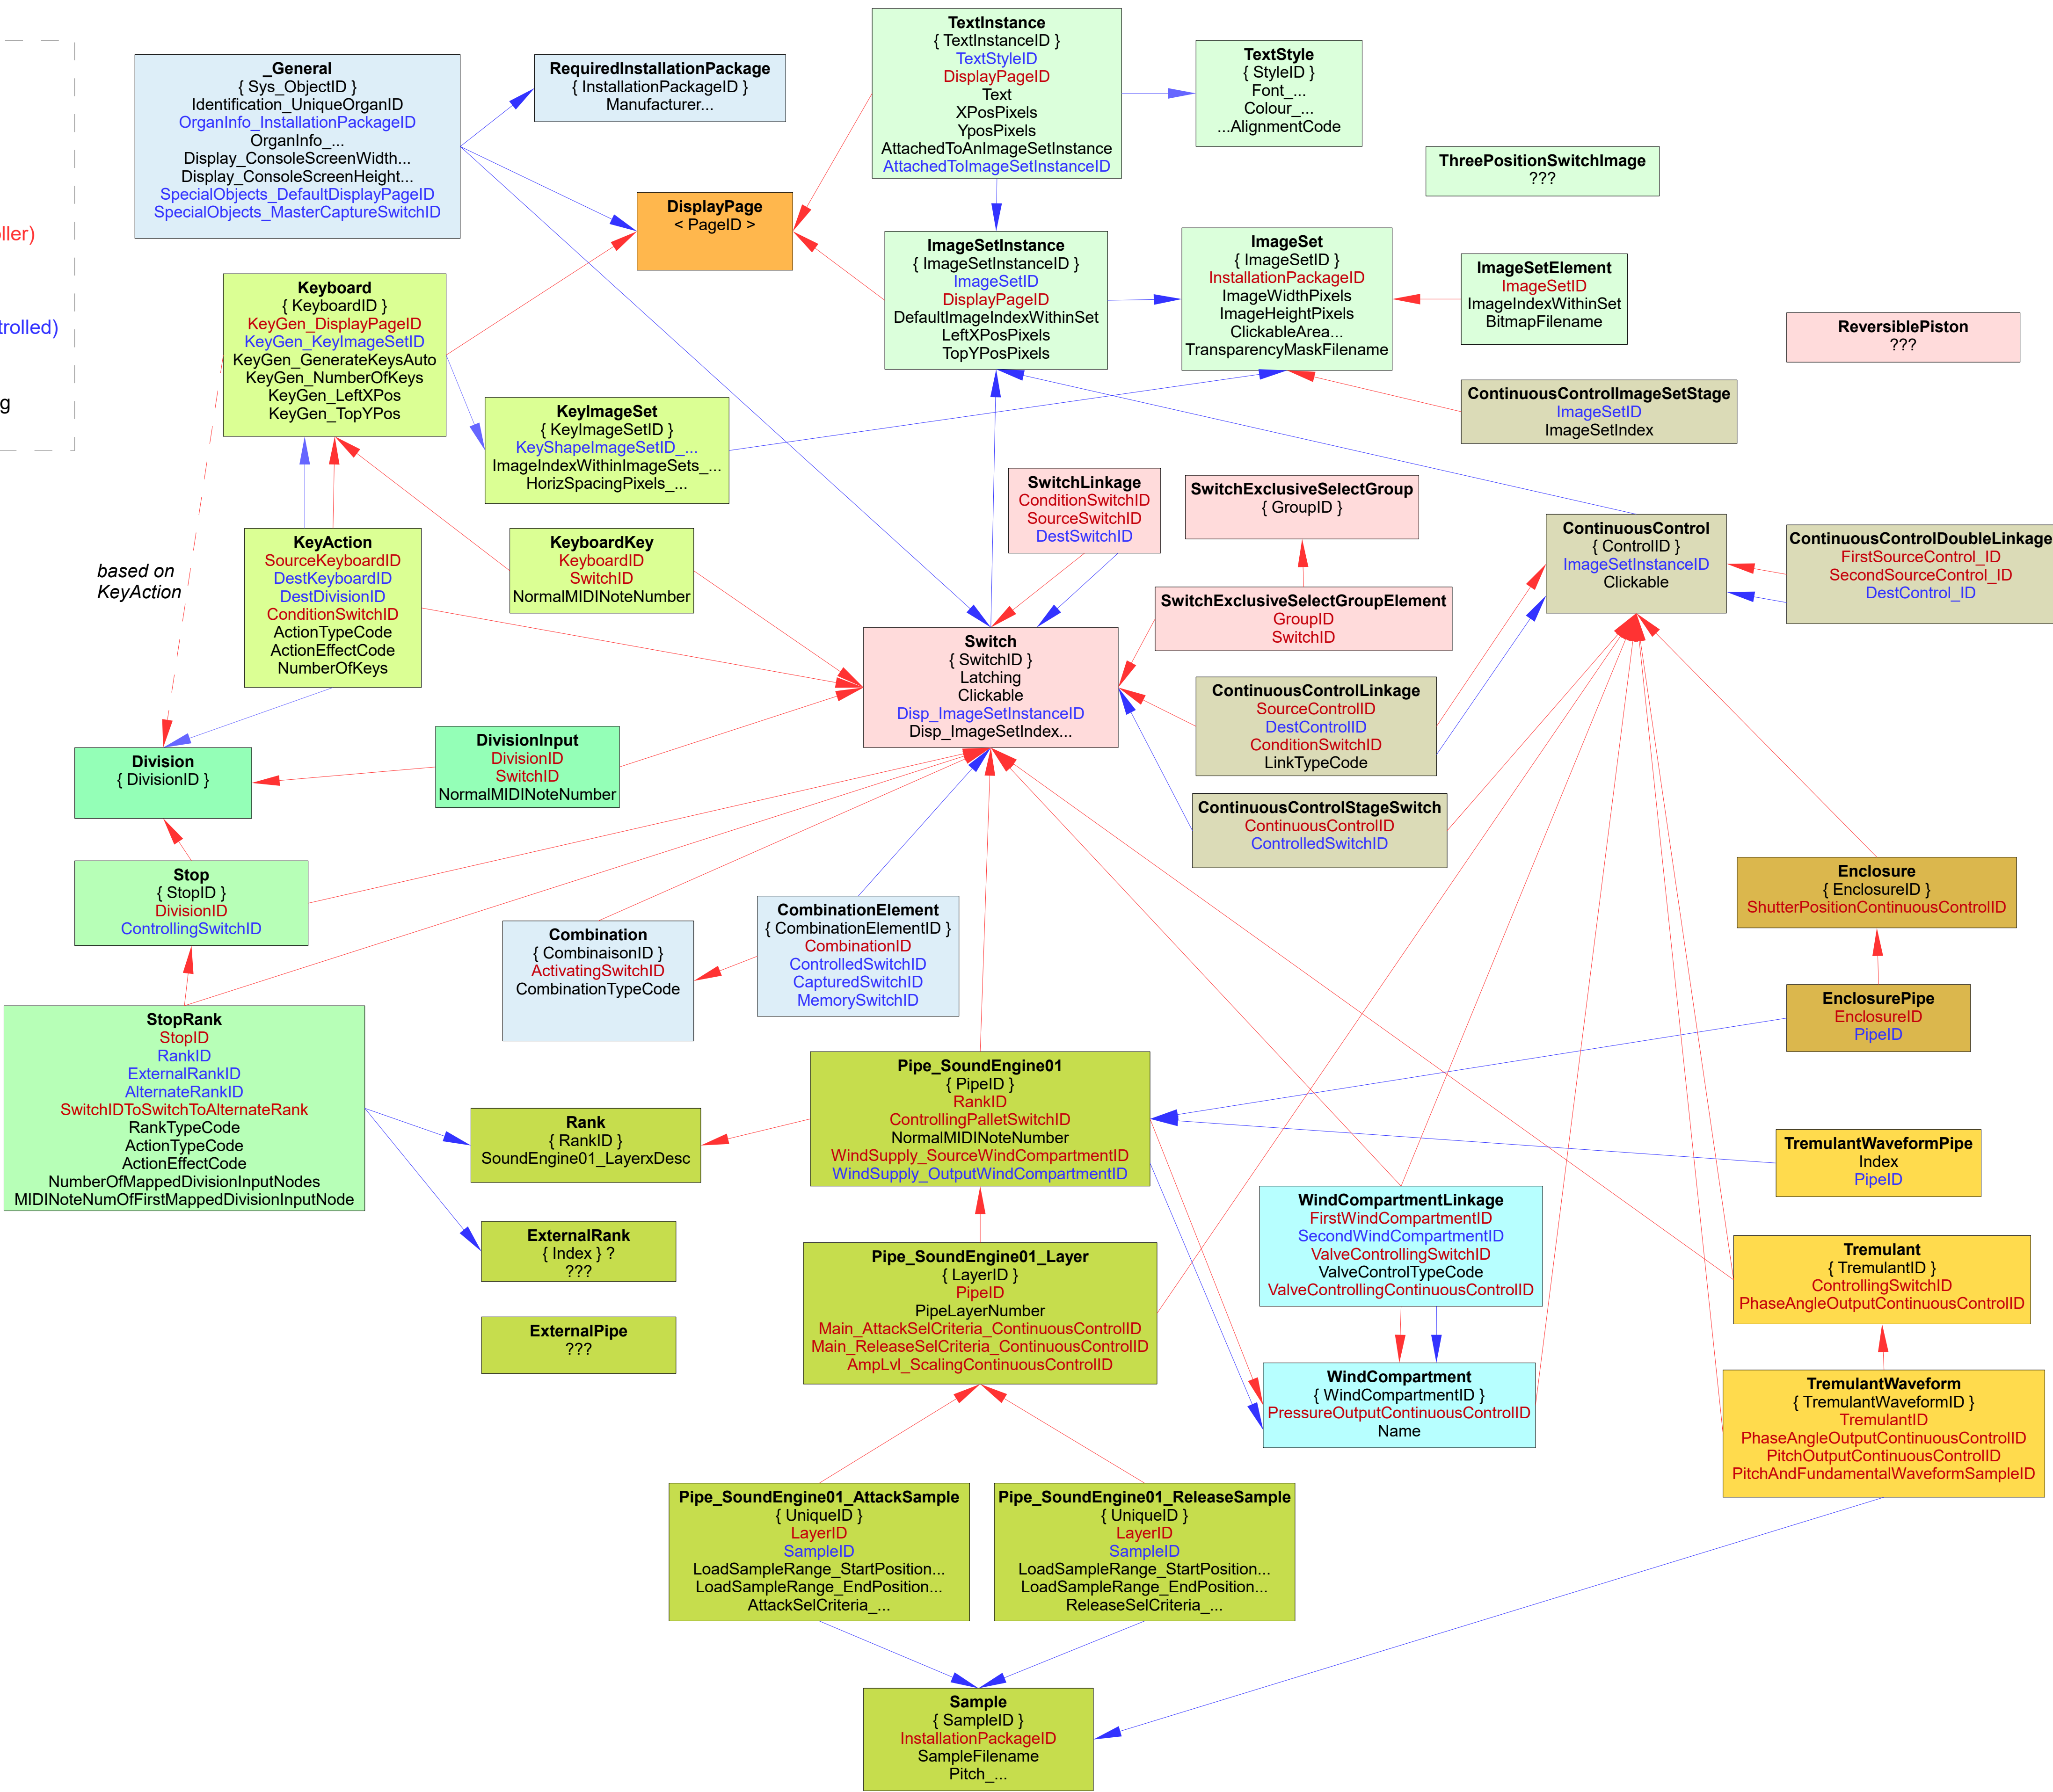 ller)
trolled)
g
_General
{ Sys_ObjectID }
Identification_UniqueOrganID
OrganInfo_InstallationPackageID
OrganInfo_...
Display_ConsoleScreenWidth...
Display_ConsoleScreenHeight...
SpecialObjects_DefaultDisplayPageID
SpecialObjects_MasterCaptureSwitchID
RequiredInstallationPackage
{ InstallationPackageID }
Manufacturer...
TextInstance
{ TextInstanceID }
TextStyleID
DisplayPageID
Text
XPosPixels
YposPixels
AttachedToAnImageSetInstance
AttachedToImageSetInstanceID
TextStyle
{ StyleID }
Font_...
Colour_...
...AlignmentCode
ThreePositionSwitchImage
???
DisplayPage
< PageID >
ImageSetInstance
{ ImageSetInstanceID }
ImageSetID
DisplayPageID
DefaultImageIndexWithinSet
LeftXPosPixels
TopYPosPixels
ImageSet
{ ImageSetID }
InstallationPackageID
ImageWidthPixels
ImageHeightPixels
ClickableArea...
TransparencyMaskFilename
ImageSetElement
ImageSetID
ImageIndexWithinSet
BitmapFilename
ReversiblePiston
???
Keyboard
{ KeyboardID }
KeyGen_DisplayPageID
KeyGen_KeyImageSetID
KeyGen_GenerateKeysAuto
KeyGen_NumberOfKeys
KeyGen_LeftXPos
KeyGen_TopYPos
KeyImageSet
{ KeyImageSetID }
KeyShapeImageSetID_...
ImageIndexWithinImageSets_...
HorizSpacingPixels_...
ContinuousControlImageSetStage
ImageSetID
ImageSetIndex
SwitchLinkage
ConditionSwitchID
SourceSwitchID
DestSwitchID
SwitchExclusiveSelectGroup
{ GroupID }
ContinuousControl
{ ControlID }
ImageSetInstanceID
Clickable
ContinuousControlDoubleLinkage
FirstSourceControl_ID
SecondSourceControl_ID
DestControl_ID
based on
KeyAction
KeyAction
SourceKeyboardID
DestKeyboardID
DestDivisionID
ConditionSwitchID
ActionTypeCode
ActionEffectCode
NumberOfKeys
KeyboardKey
KeyboardID
SwitchID
NormalMIDINoteNumber
SwitchExclusiveSelectGroupElement
GroupID
SwitchID
Switch
{ SwitchID }
Latching
Clickable
Disp_ImageSetInstanceID
Disp_ImageSetIndex...
ContinuousControlLinkage
SourceControlID
DestControlID
ConditionSwitchID
LinkTypeCode
Division
{ DivisionID }
DivisionInput
DivisionID
SwitchID
NormalMIDINoteNumber
ContinuousControlStageSwitch
ContinuousControlID
ControlledSwitchID
Stop
{ StopID }
DivisionID
ControllingSwitchID
Combination
{ CombinaisonID }
ActivatingSwitchID
CombinationTypeCode
CombinationElement
{ CombinationElementID }
CombinationID
ControlledSwitchID
CapturedSwitchID
MemorySwitchID
Enclosure
{ EnclosureID }
ShutterPositionContinuousControlID
EnclosurePipe
EnclosureID
PipeID
StopRank
StopID
RankID
ExternalRankID
AlternateRankID
SwitchIDToSwitchToAlternateRank
RankTypeCode
ActionTypeCode
ActionEffectCode
NumberOfMappedDivisionInputNodes
MIDINoteNumOfFirstMappedDivisionInputNode
Rank
{ RankID }
SoundEngine01_LayerxDesc
Pipe_SoundEngine01
{ PipeID }
RankID
ControllingPalletSwitchID
NormalMIDINoteNumber
WindSupply_SourceWindCompartmentID
WindSupply_OutputWindCompartmentID
TremulantWaveformPipe
Index
PipeID
ExternalRank
{ Index } ?
???
ExternalPipe
???
Pipe_SoundEngine01_Layer
{ LayerID }
PipeID
PipeLayerNumber
Main_AttackSelCriteria_ContinuousControlID
Main_ReleaseSelCriteria_ContinuousControlID
AmpLvl_ScalingContinuousControlID
WindCompartmentLinkage
FirstWindCompartmentID
SecondWindCompartmentID
ValveControllingSwitchID
ValveControlTypeCode
ValveControllingContinuousControlID
Tremulant
{ TremulantID }
ControllingSwitchID
PhaseAngleOutputContinuousControlID
WindCompartment
{ WindCompartmentID }
PressureOutputContinuousControlID
Name
TremulantWaveform
{ TremulantWaveformID }
TremulantID
PhaseAngleOutputContinuousControlID
PitchOutputContinuousControlID
PitchAndFundamentalWaveformSampleID
Pipe_SoundEngine01_AttackSample
{ UniqueID }
LayerID
SampleID
LoadSampleRange_StartPosition...
LoadSampleRange_EndPosition...
AttackSelCriteria_...
Pipe_SoundEngine01_ReleaseSample
{ UniqueID }
LayerID
SampleID
LoadSampleRange_StartPosition...
LoadSampleRange_EndPosition...
ReleaseSelCriteria_...
Sample
{ SampleID }
InstallationPackageID
SampleFilename
Pitch_...